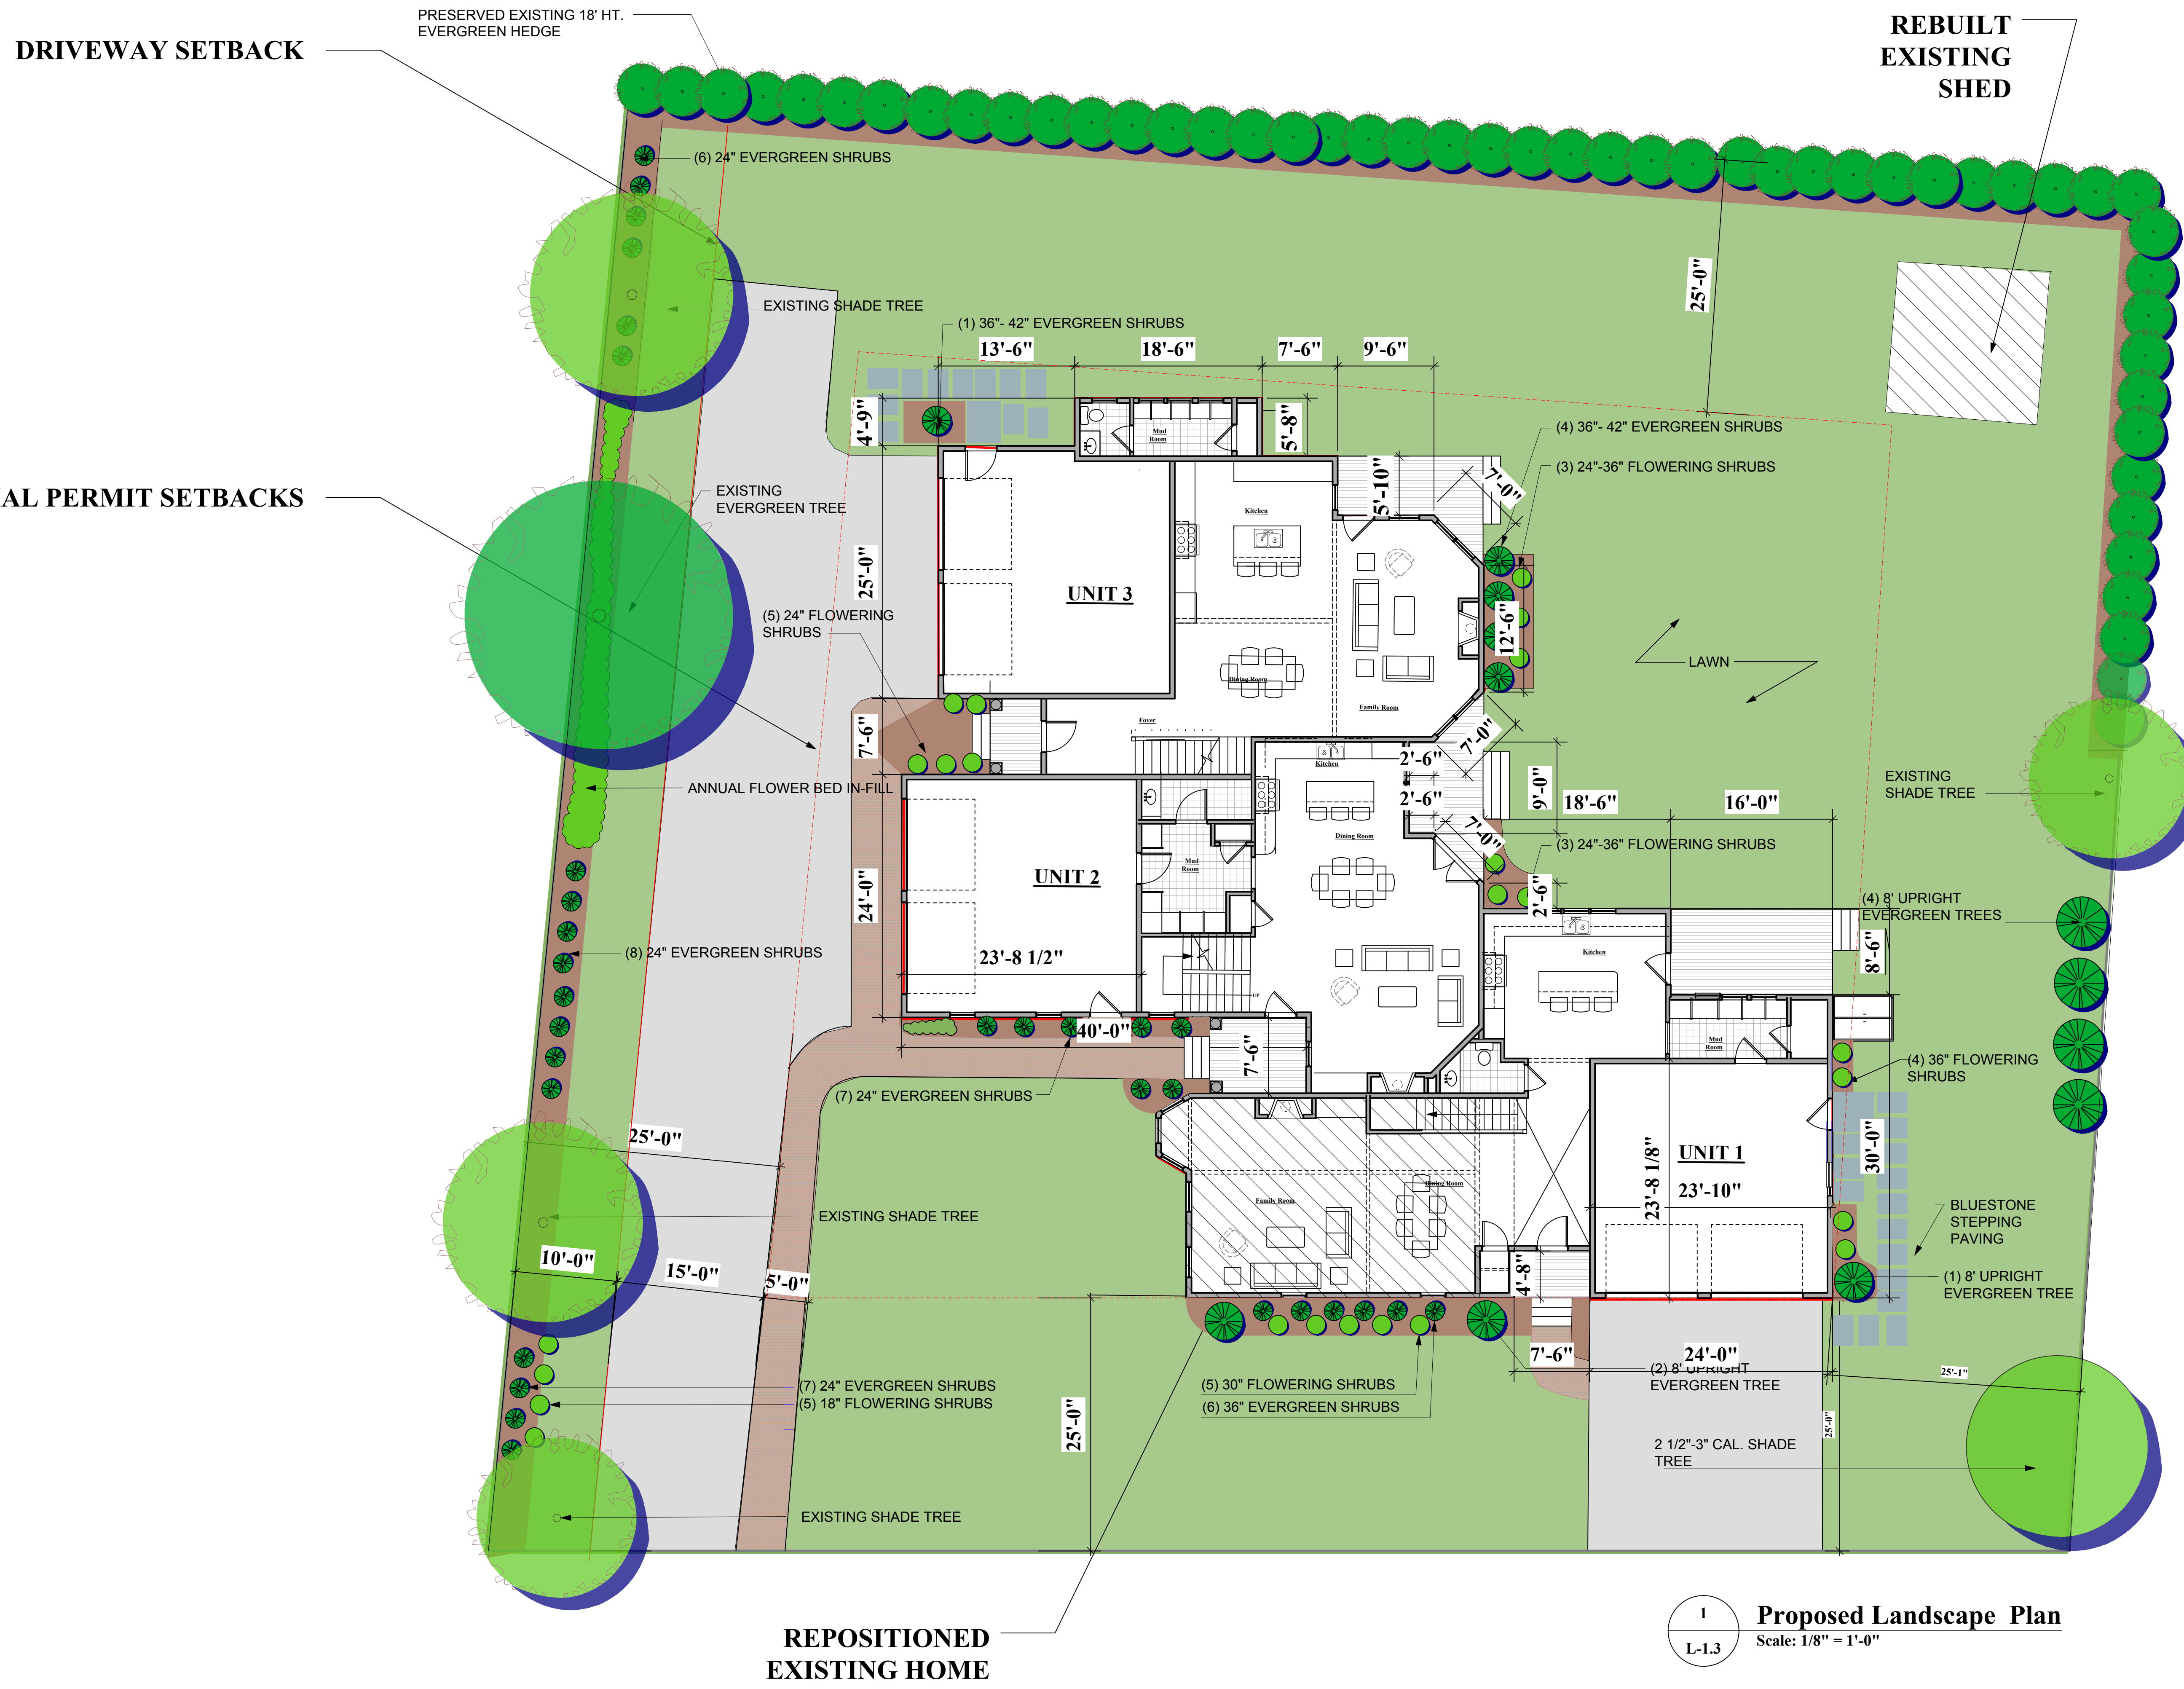 PRESERVED EXISTING 18' HT.
EVERGREEN HEDGE
DRIVEWAY SETBACK
REBUILT
EXISTING
SHED
(6) 24" EVERGREEN SHRUBS
EXISTING SHADE TREE
25'-0"
(1) 36"- 42" EVERGREEN SHRUBS
13'-6"
18'-6"
7'-6"
9'-6"
4'-9"
5'-8"
Mud
Room
(4) 36"- 42" EVERGREEN SHRUBS
(3) 24"-36" FLOWERING SHRUBS
5'-10"
7'-0"
AL PERMIT SETBACKS
EXISTING
EVERGREEN TREE
Kitchen
25'-0"
UNIT 3
(5) 24" FLOWERING
SHRUBS
12'-6"
LAWN
Dining Room
Family Room
Foyer
7'-6"
7'-0"
Kitchen
2'-6"
2'-6"
9'-0"
18'-6"
16'-0"
EXISTING
SHADE TREE
ANNUAL FLOWER BED IN-FILL
7'-0"
Dining Room
(3) 24"-36" FLOWERING SHRUBS
Mud
Room
UNIT 2
24'-0"
2'-6"
(4) 8' UPRIGHT
EVERGREEN TREES
(8) 24" EVERGREEN SHRUBS
23'-8 1/2"
Kitchen
8'-6"
UP
40'-0"
7'-6"
Mud
Room
(4) 36" FLOWERING
SHRUBS
(7) 24" EVERGREEN SHRUBS
25'-0"
UNIT 1
23'-8 1/8"
23'-10"
30'-0"
Family Room
Dining Room
BLUESTONE
STEPPING
PAVING
EXISTING SHADE TREE
10'-0"
15'-0"
5'-0"
4'-8"
(1) 8' UPRIGHT
EVERGREEN TREE
7'-6"
24'-0"
(2) 8' UPRIGHT
EVERGREEN TREE
25'-1"
(7) 24" EVERGREEN SHRUBS
(5) 18" FLOWERING SHRUBS
(5) 30" FLOWERING SHRUBS
(6) 36" EVERGREEN SHRUBS
25'-0"
25'-0"
2 1/2"-3" CAL. SHADE
TREE
EXISTING SHADE TREE
REPOSITIONED
EXISTING HOME
1
L-1.3
Proposed Landscape Plan
Scale: 1/8" = 1'-0"